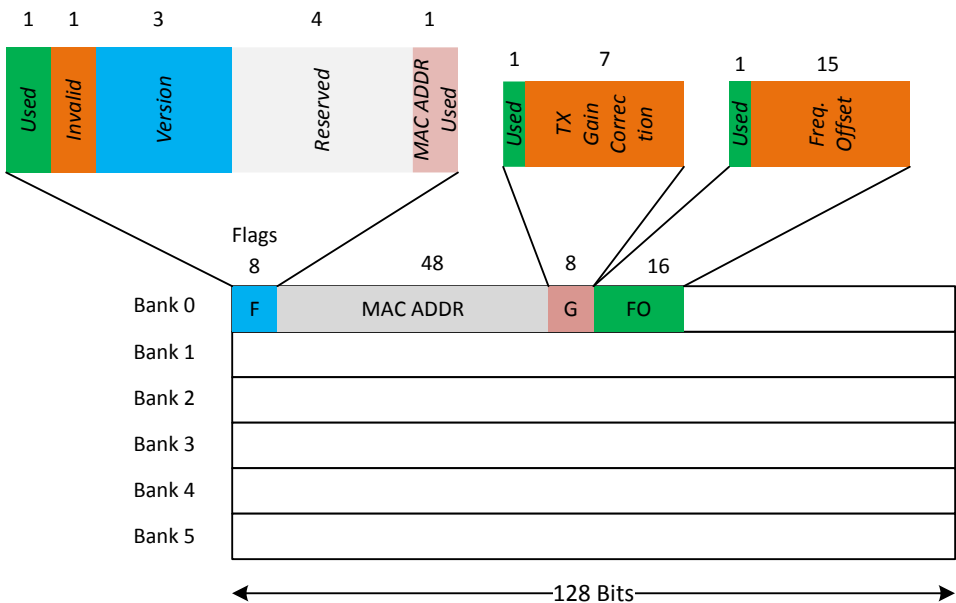 1 1 3 4 1
Used
Invalid
Version
Reserved
MAC ADDR
Used
1 7
Used
TX
Gain
Correc
tion
1 15
Used
Freq.
Offset
Flags
8 48 8 16
Bank 0 F MAC ADDR G FO
Bank 1
Bank 2
Bank 3
Bank 4
Bank 5
128 Bits